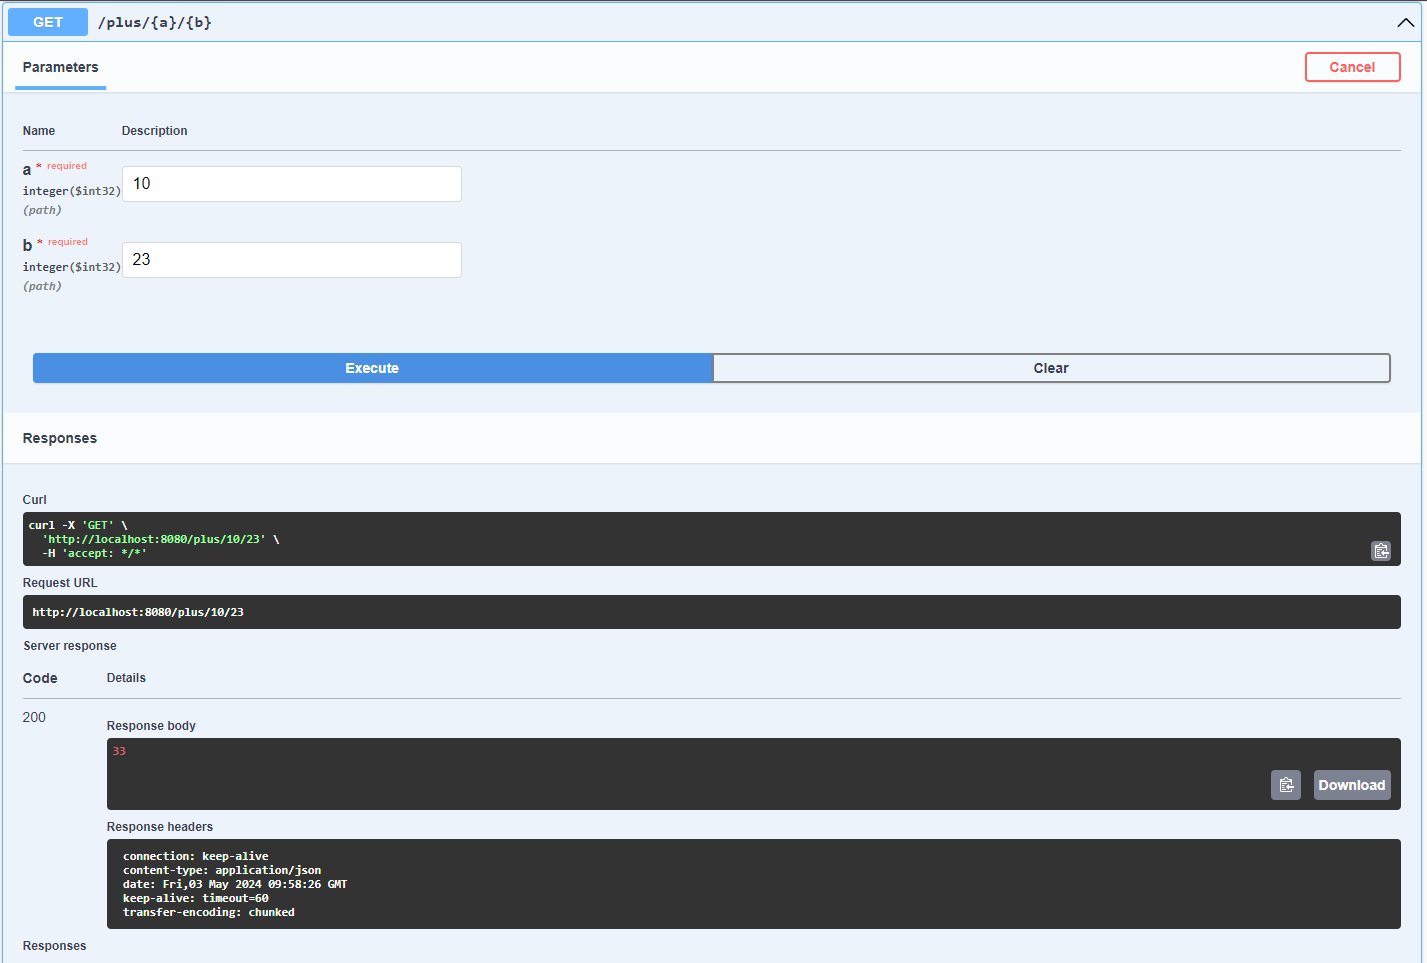 GET /plus/{a}/{b}
Parameters
Cancel
Name Description
a * required
integer($int32)
(path)
10
b * required
integer($int32)
(path)
23
Execute
Clear
Responses
Curl
curl -X 'GET' \
'http://localhost:8080/plus/10/23' \
-H 'accept: */*'
Request URL
http://localhost:8080/plus/10/23
Server response
Code Details
200
Response body
33
Download
Response headers
connection: keep-alive
content-type: application/json
date: Fri,03 May 2024 09:58:26 GMT
keep-alive: timeout=60
transfer-encoding: chunked
Responses